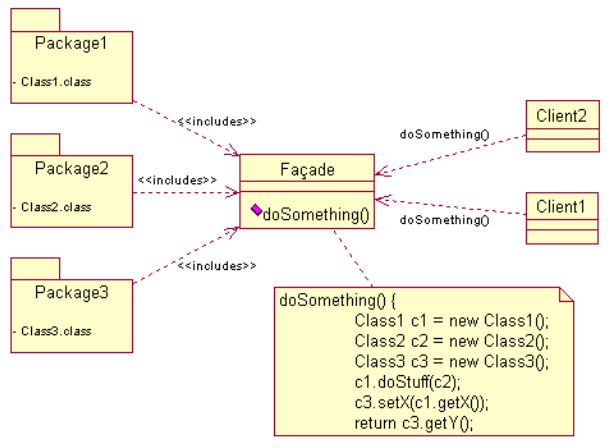 Package1
- Class1.class
<<includes>>
Package2
- Class2.class
<<includes>>
Package3
- Class3.class
<<includes>>
Façade
doSomething()
Client2
doSomething()
Client1
doSomething()
doSomething() {
Class1 c1 = new Class1();
Class2 c2 = new Class2();
Class3 c3 = new Class3();
c1.doStuff(c2);
c3.setX(c1.getX());
return c3.getY();